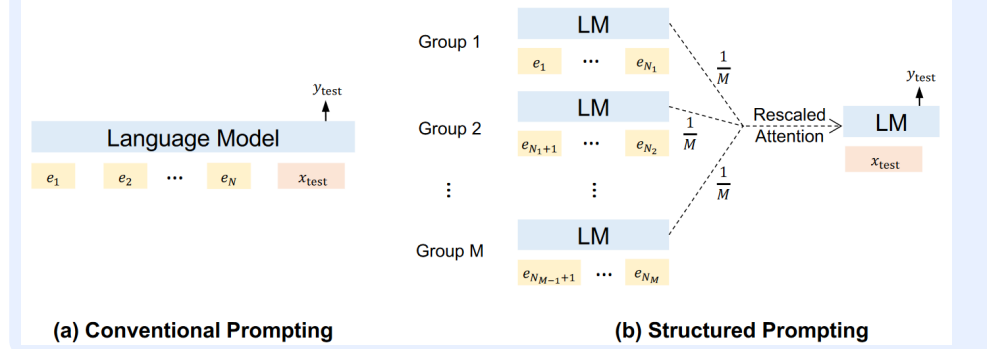 y_test
Language Model
e_1 e_2 ... e_N x_test
(a) Conventional Prompting
Group 1
LM
e_1 ... e_{N_1}
1/M
Group 2
LM
e_{N_1+1} ... e_{N_2}
1/M
⋮ ⋮
Group M
LM
e_{N_{M-1}+1} ... e_{N_M}
1/M
Rescaled
Attention
y_test
LM
x_test
(b) Structured Prompting